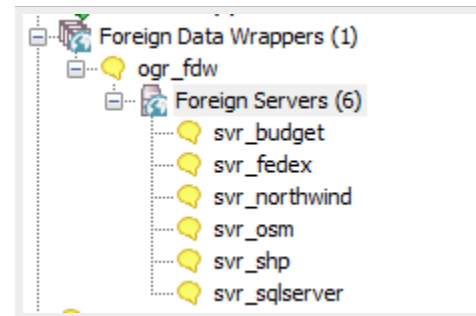 Foreign Data Wrappers (1)
ogr_fdw
Foreign Servers (6)
svr_budget
svr_fedex
svr_northwind
svr_osm
svr_shp
svr_sqlserver